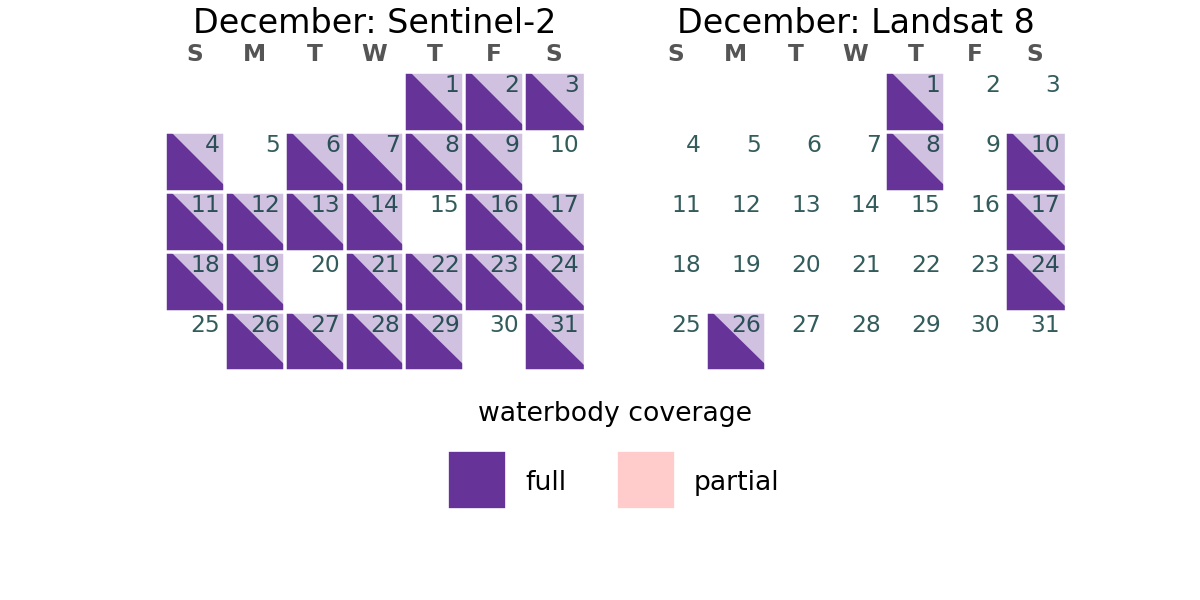 December: Sentinel-2
S M T W T F S
1 2 3
4 5 6 7 8 9 10
11 12 13 14 15 16 17
18 19 20 21 22 23 24
25 26 27 28 29 30 31
December: Landsat 8
S M T W T F S
1 2 3
4 5 6 7 8 9 10
11 12 13 14 15 16 17
18 19 20 21 22 23 24
25 26 27 28 29 30 31
waterbody coverage
full partial